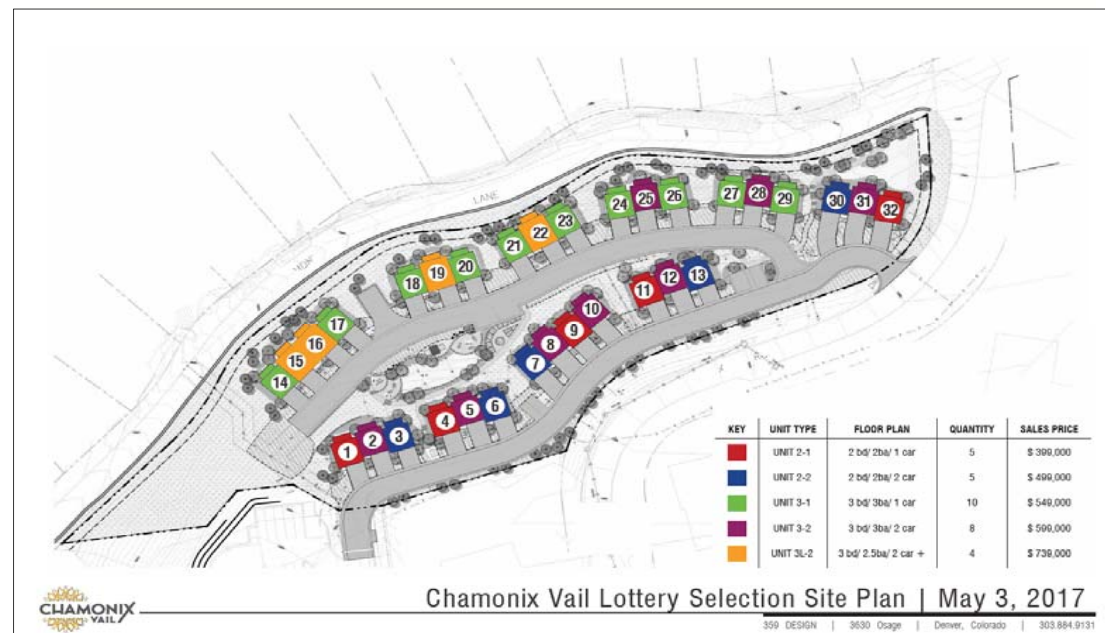 LANE
24 25 26 27 28 29 30 31 32
21 22 23
18 19 20
11 12 13
14 15 16 17
7 8 9 10
1 2 3 4 5 6
KEY UNIT TYPE FLOOR PLAN QUANTITY SALES PRICE
UNIT 2-1 2 bd/ 2ba/ 1 car 5 $ 399,000
UNIT 2-2 2 bd/ 2ba/ 2 car 5 $ 499,000
UNIT 3-1 3 bd/ 3ba/ 1 car 10 $ 549,000
UNIT 3-2 3 bd/ 3ba/ 2 car 8 $ 599,000
UNIT 3L-2 3 bd/ 2.5ba/ 2 car + 4 $ 739,000
CHAMONIX
VAIL
Chamonix Vail Lottery Selection Site Plan | May 3, 2017
359 DESIGN | 3630 Osage | Denver, Colorado | 303.884.9131